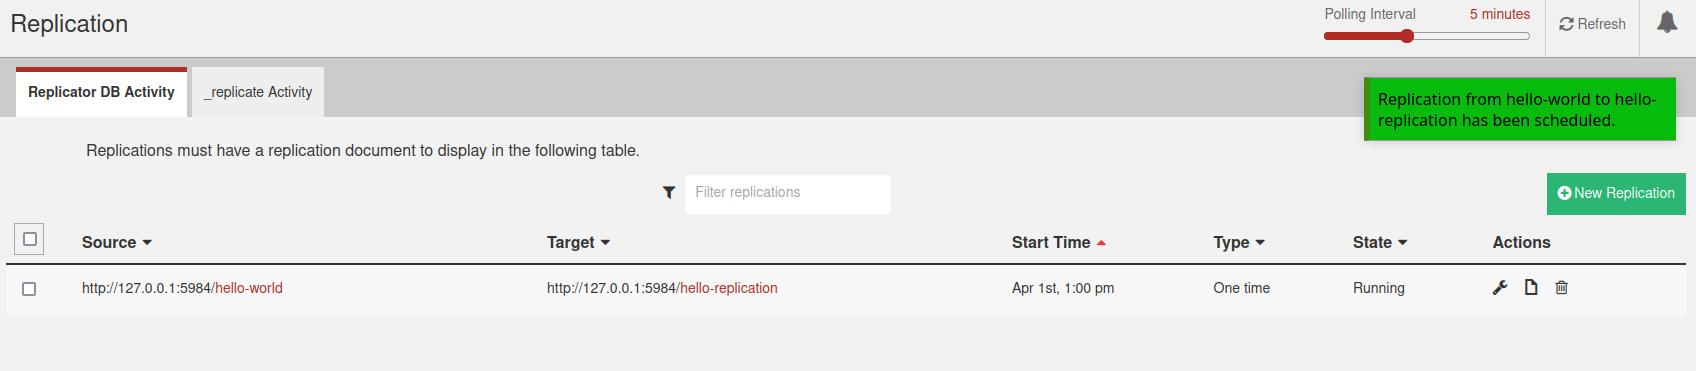 Replication
Polling Interval 5 minutes
Refresh
Replicator DB Activity _replicate Activity
Replication from hello-world to hello-
replication has been scheduled.
Replications must have a replication document to display in the following table.
Filter replications
New Replication
Source Target Start Time Type State Actions
http://127.0.0.1:5984/hello-world http://127.0.0.1:5984/hello-replication Apr 1st, 1:00 pm One time Running